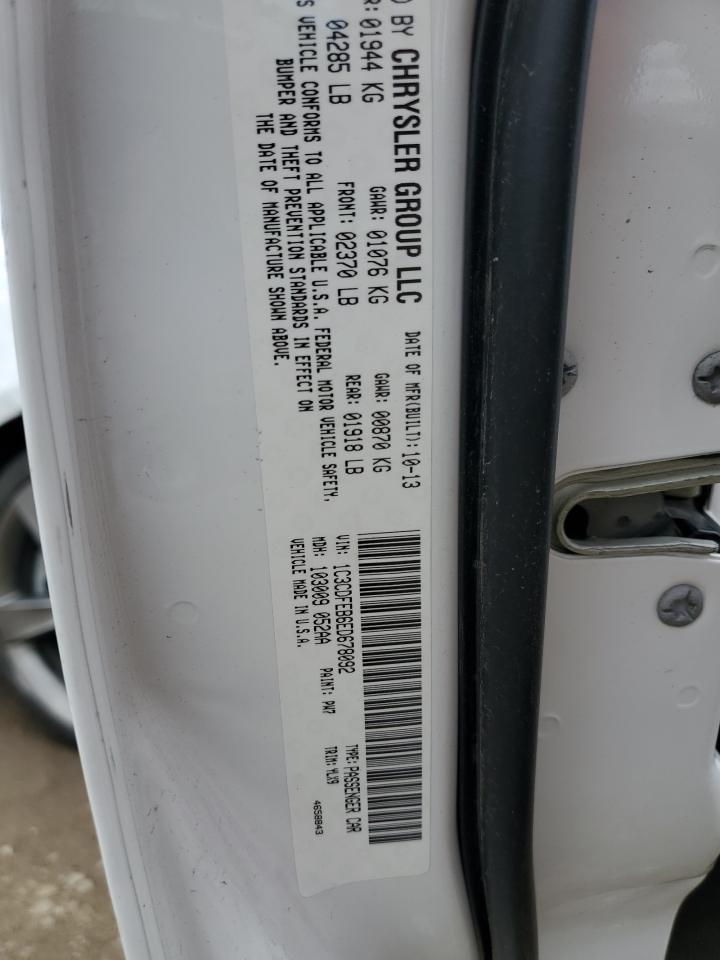 ) BY CHRYSLER GROUP LLC
DATE OF MFR(BUILT): 10-13
R: 01944 KG GAWR: 01076 KG GAWR: 00870 KG
04285 LB FRONT: 02370 LB REAR: 01918 LB
S VEHICLE CONFORMS TO ALL APPLICABLE U.S.A. FEDERAL MOTOR VEHICLE SAFETY,
BUMPER AND THEFT PREVENTION STANDARDS IN EFFECT ON
THE DATE OF MANUFACTURE SHOWN ABOVE.
VIN: 1C3CDFEB6ED678092 TYPE: PASSENGER CAR
MDH: 103009 052AA PAINT: PW7 TRIM: YLX9
VEHICLE MADE IN U.S.A. 4658843